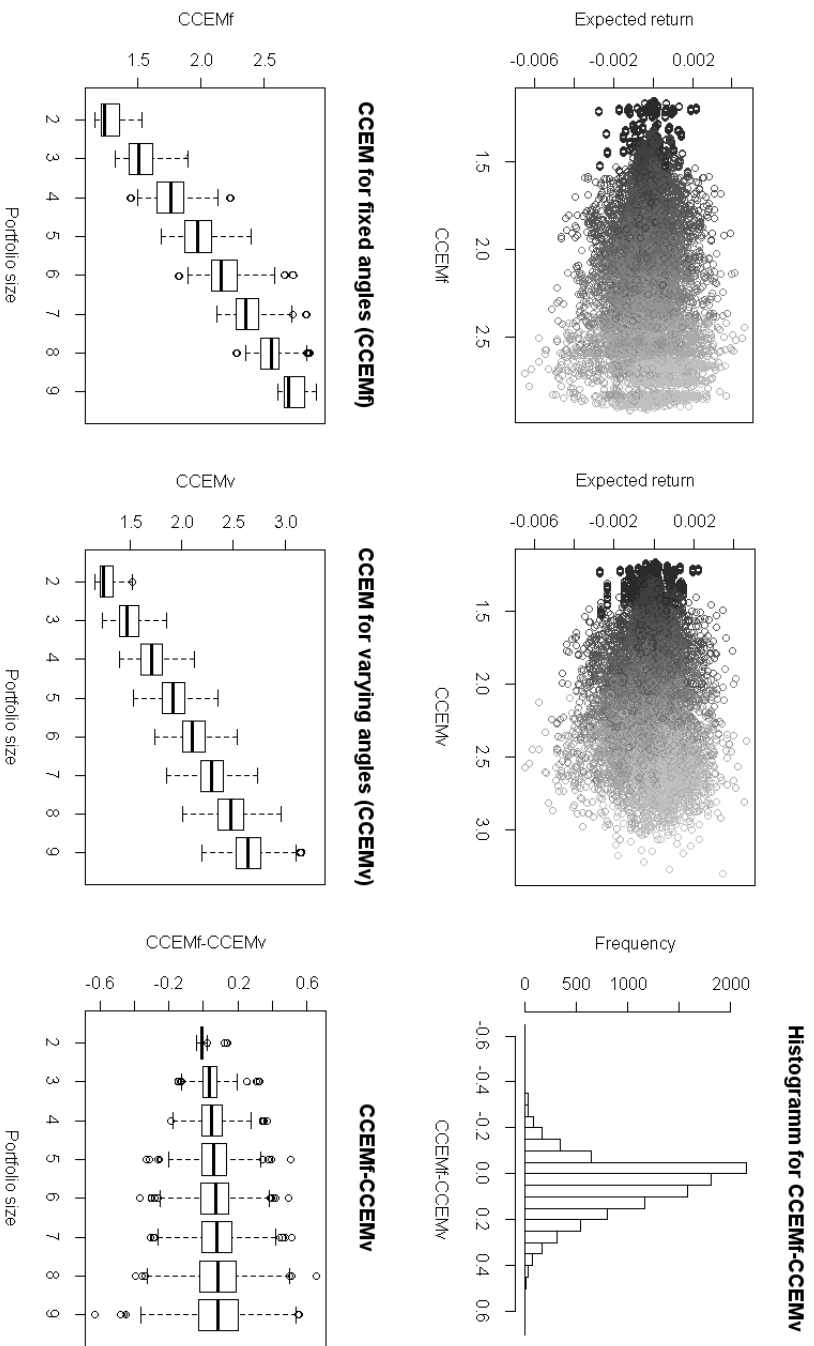 Expected return
-0.006 -0.002 0.002
1.5 2.0 2.5
CCEMf
Expected return
-0.006 -0.002 0.002
1.5 2.0 2.5 3.0
CCEMv
Histogramm for CCEMf-CCEMv
Frequency
0 500 1000 2000
-0.6 -0.4 -0.2 0.0 0.2 0.4 0.6
CCEMf-CCEMv
CCEM for fixed angles (CCEMf)
CCEMf
1.5 2.0 2.5
2 3 4 5 6 7 8 9
Portfolio size
CCEM for varying angles (CCEMv)
CCEMv
1.5 2.0 2.5 3.0
2 3 4 5 6 7 8 9
Portfolio size
CCEMf-CCEMv
CCEMf-CCEMv
-0.6 -0.2 0.2 0.6
2 3 4 5 6 7 8 9
Portfolio size